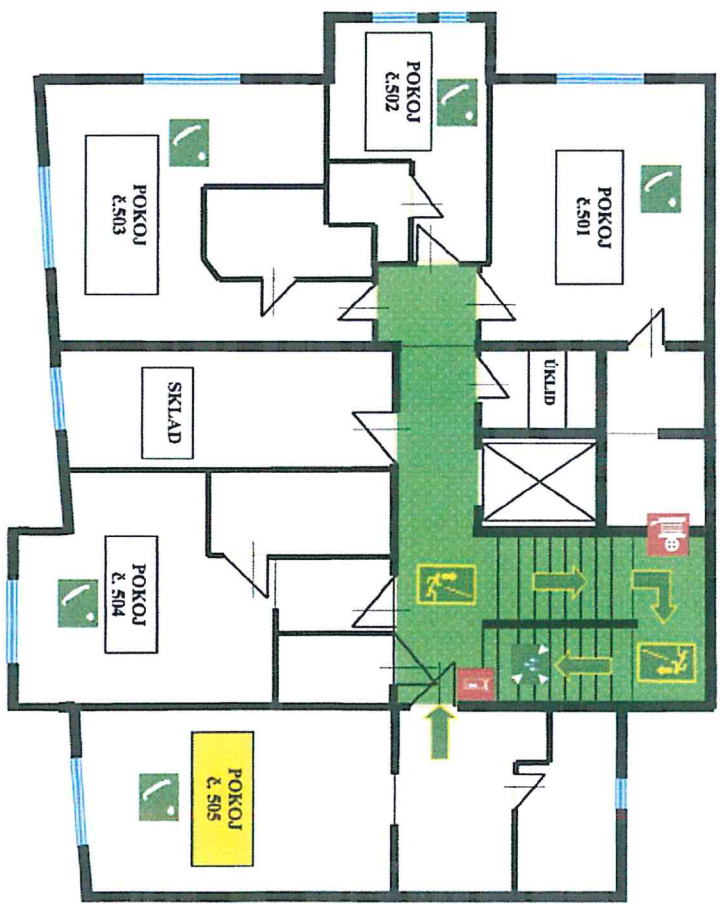 POKOJ
č.502
POKOJ
č.501
POKOJ
č.503
ÚKLID
SKLAD
POKOJ
č. 504
POKOJ
č. 505